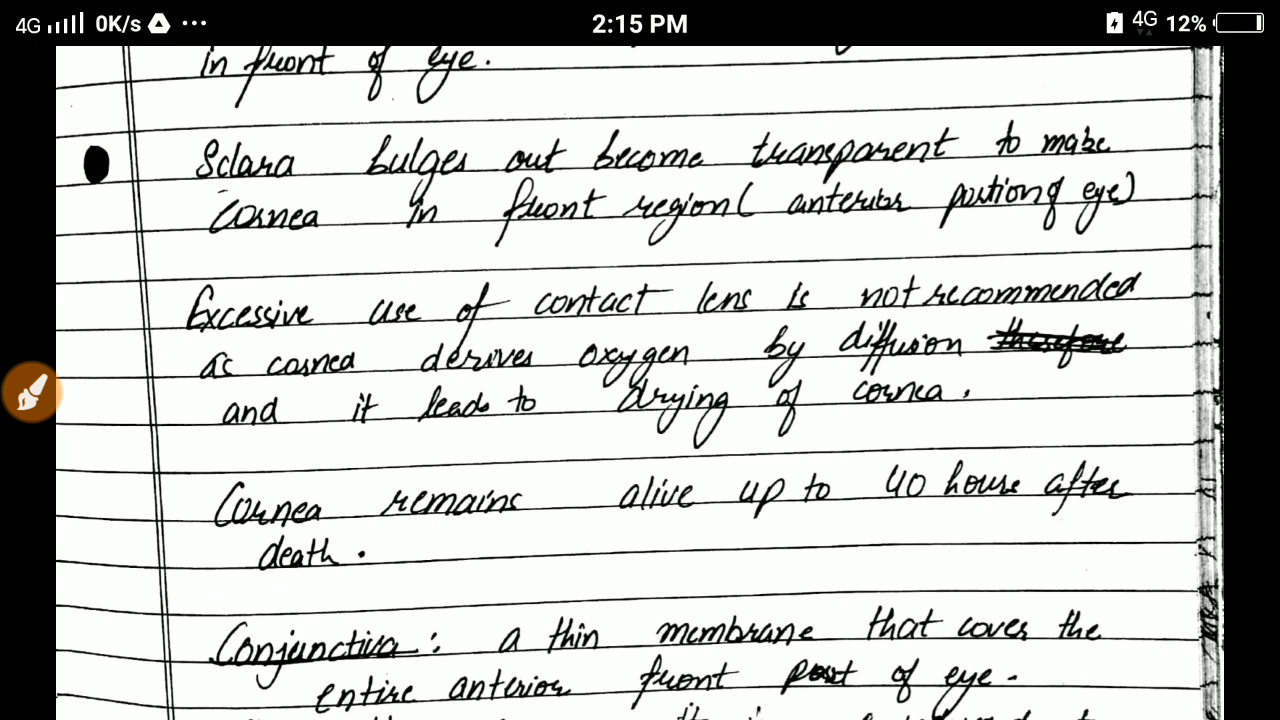 4G 0K/s ... 2:15 PM 4G 12%
in front of eye.
Sclara bulges out become transparent to make
cornea in front region( anterior portion of eye)
Excessive use of contact lens is not recommended
as cornea derives oxygen by diffusion therefore
and it leads to drying of cornea.
Cornea remains alive up to 40 hours after
death.
Conjunctiva: a thin membrane that cover the
entire anterior front part of eye.